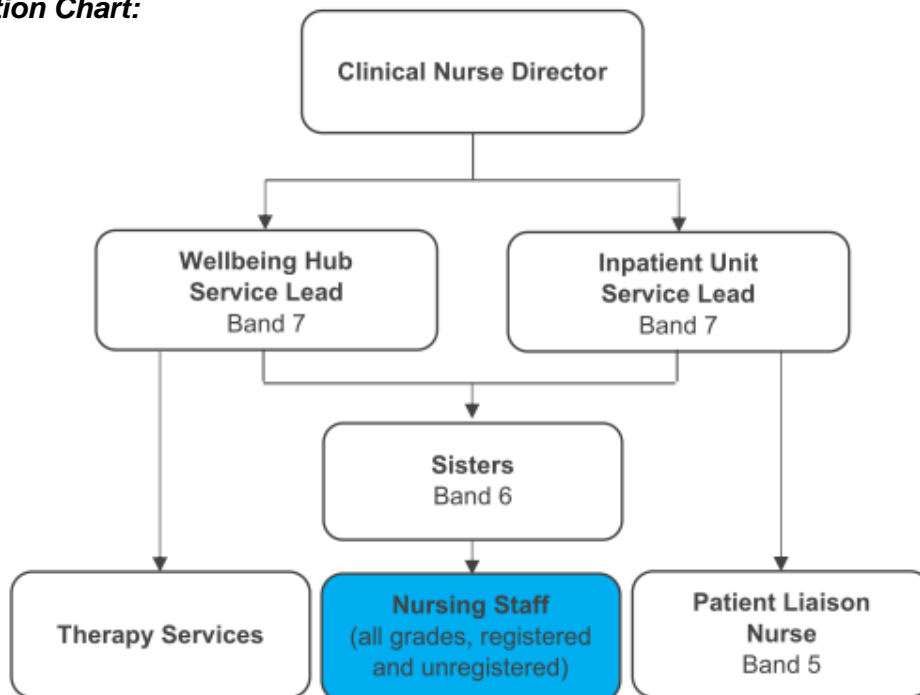 tion Chart:
Clinical Nurse Director
Wellbeing Hub
Service Lead
Band 7
Inpatient Unit
Service Lead
Band 7
Sisters
Band 6
Therapy Services
Nursing Staff
(all grades, registered
and unregistered)
Patient Liaison
Nurse
Band 5